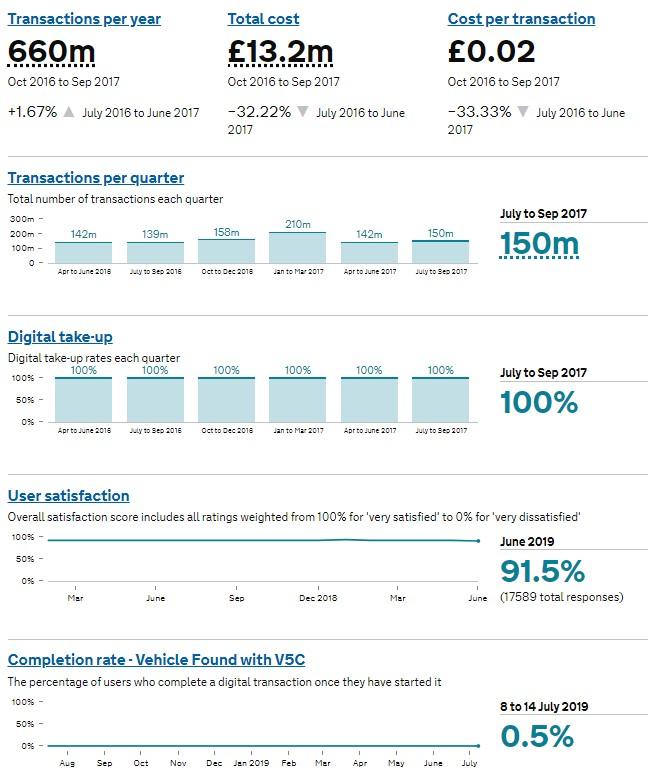 Transactions per year
660m
Oct 2016 to Sep 2017
+1.67% ▲ July 2016 to June 2017
Total cost
£13.2m
Oct 2016 to Sep 2017
−32.22% ▼ July 2016 to June
2017
Cost per transaction
£0.02
Oct 2016 to Sep 2017
−33.33% ▼ July 2016 to June
2017
Transactions per quarter
Total number of transactions each quarter
300m
200m
100m
0
142m
139m
158m
210m
142m
150m
Apr to June 2016
July to Sep 2016
Oct to Dec 2016
Jan to Mar 2017
Apr to June 2017
July to Sep 2017
July to Sep 2017
150m
Digital take-up
Digital take-up rates each quarter
100%
50%
0%
100%
100%
100%
100%
100%
100%
Apr to June 2016
July to Sep 2016
Oct to Dec 2016
Jan to Mar 2017
Apr to June 2017
July to Sep 2017
July to Sep 2017
100%
User satisfaction
Overall satisfaction score includes all ratings weighted from 100% for 'very satisfied' to 0% for 'very dissatisfied'
100%
50%
0%
Mar
June
Sep
Dec 2018
Mar
June
June 2019
91.5%
(17589 total responses)
Completion rate - Vehicle Found with V5C
The percentage of users who complete a digital transaction once they have started it
100%
50%
0%
Aug
Sep
Oct
Nov
Dec
Jan 2019
Feb
Mar
Apr
May
June
July
8 to 14 July 2019
0.5%